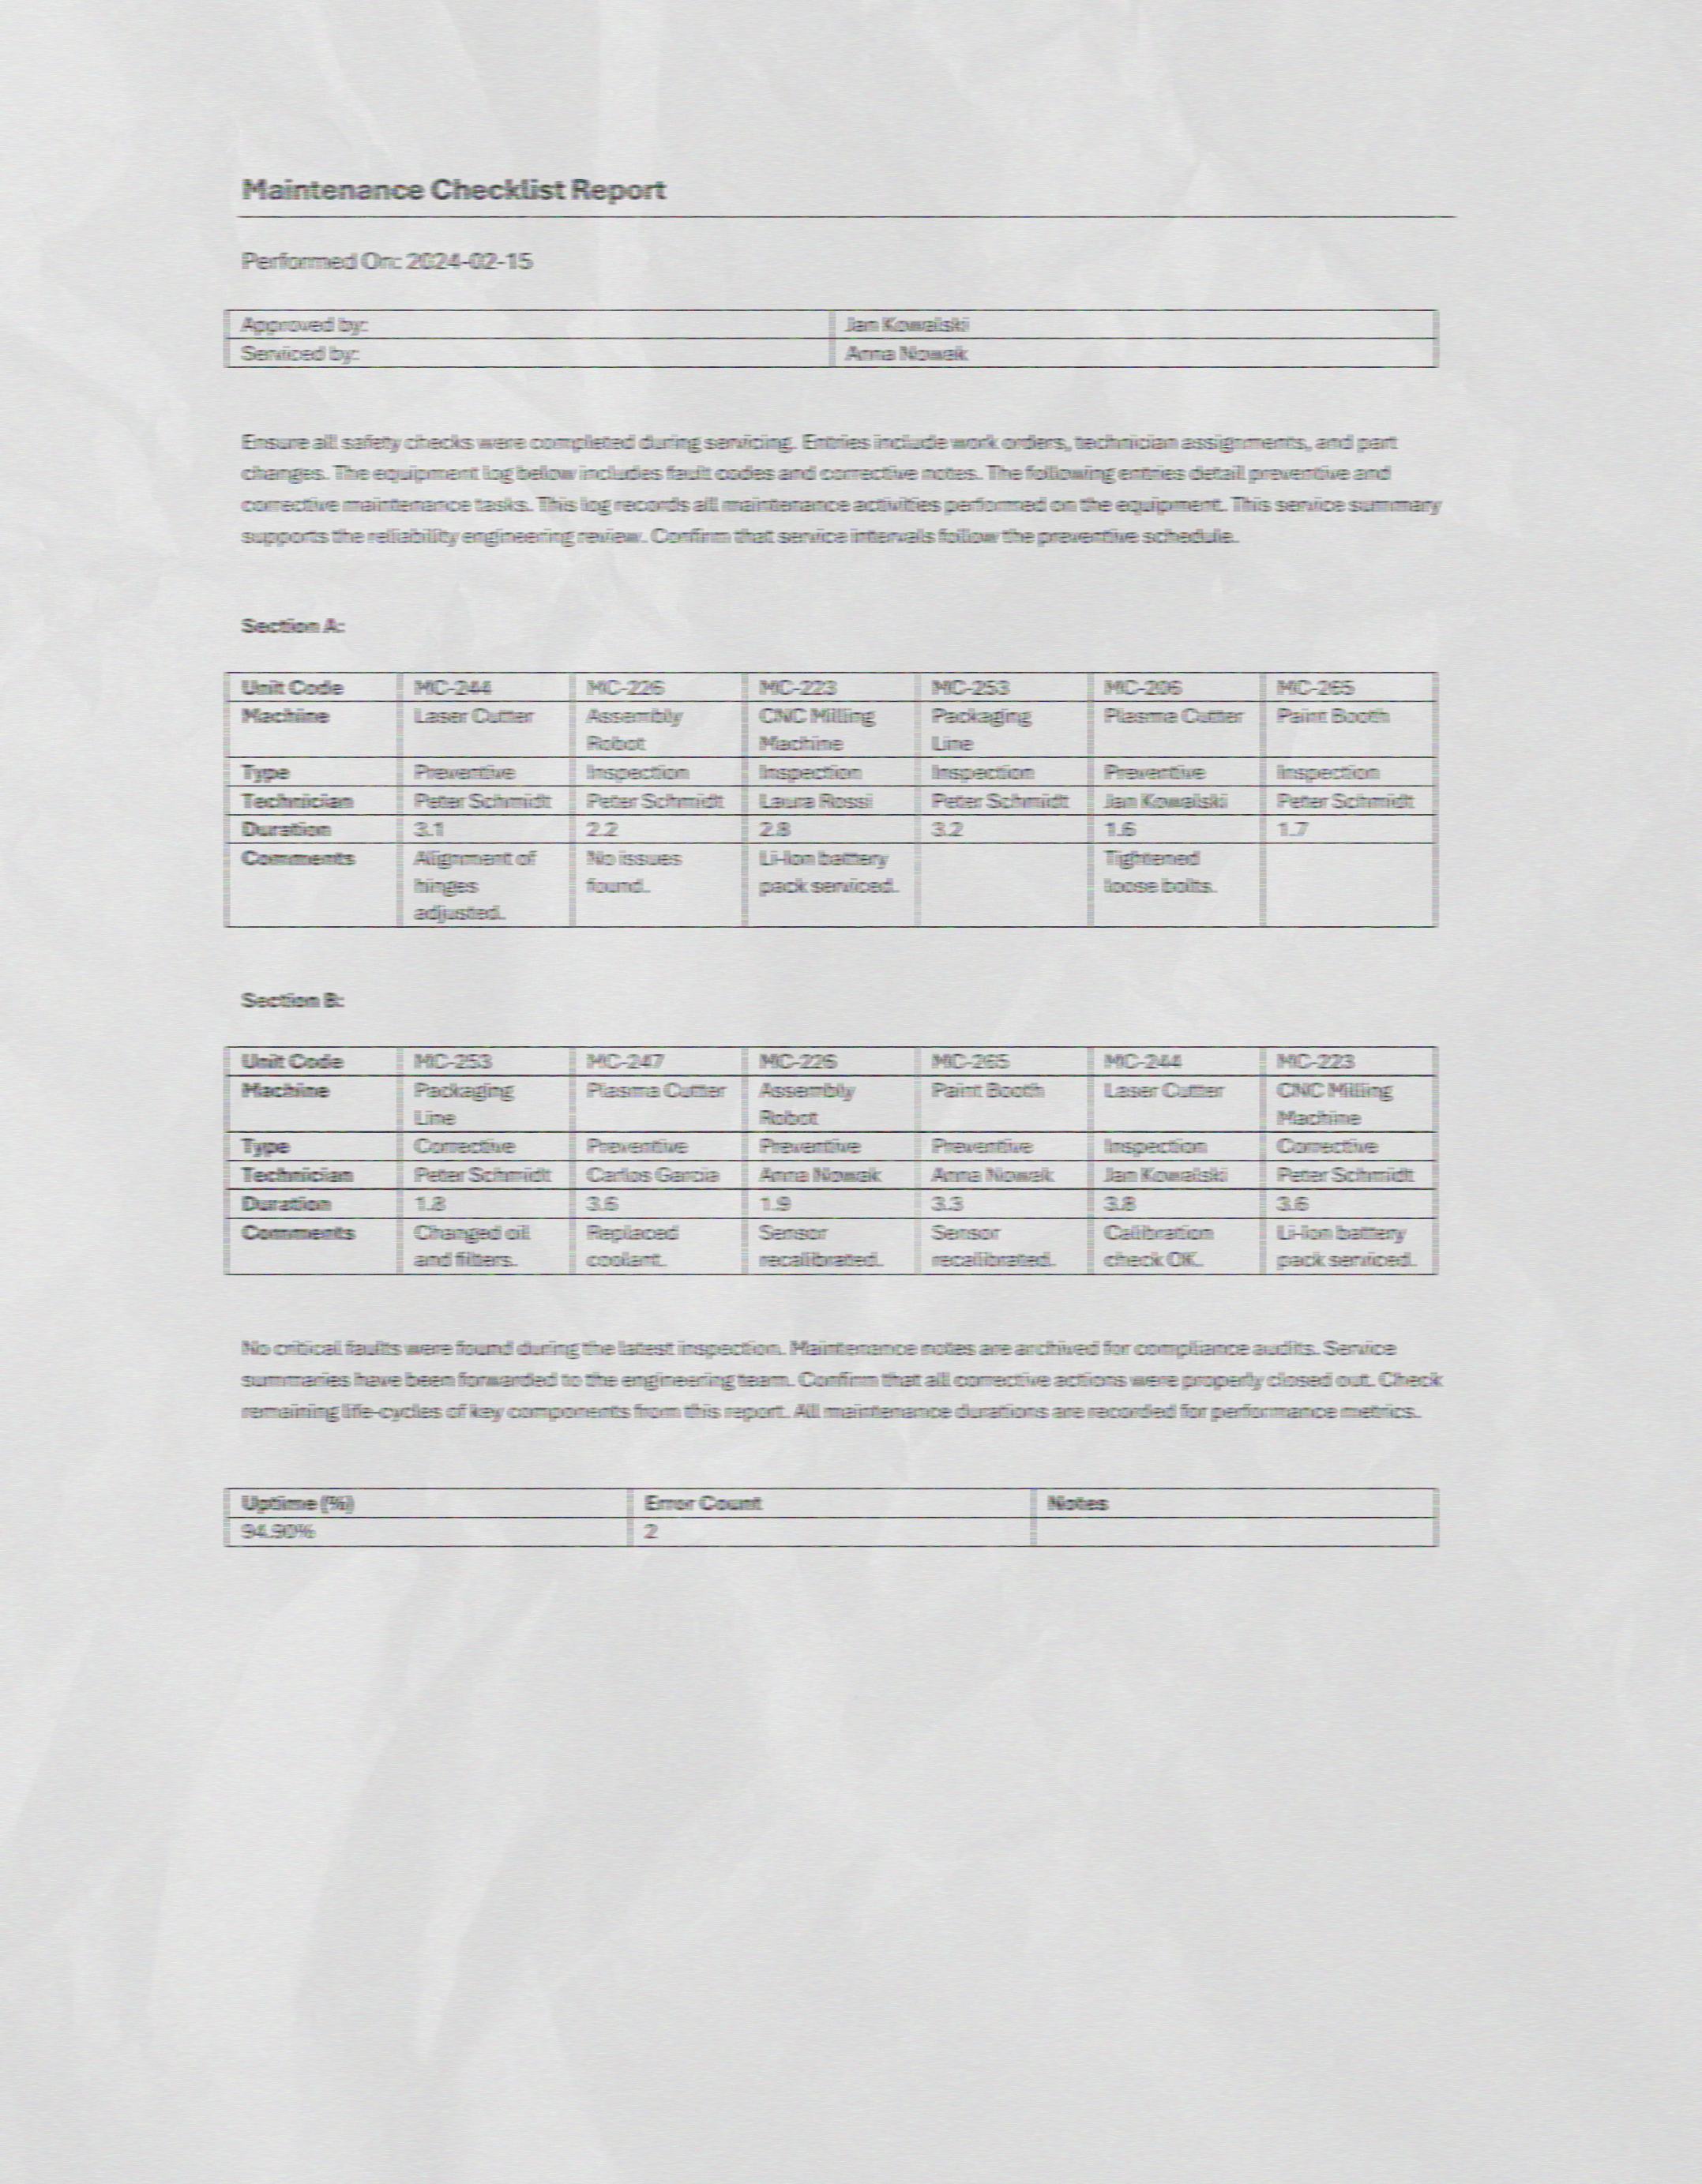 Maintenance Checklist Report
Performed On: 2024-02-15
Approved by: Jan Kowalski
Serviced by: Anna Nowak
Ensure all safety checks were completed during servicing. Entries include work orders, technician assignments, and part
changes. The equipment log below includes fault codes and corrective notes. The following entries detail preventive and
corrective maintenance tasks. This log records all maintenance activities performed on the equipment. This service summary
supports the reliability engineering review. Confirm that service intervals follow the preventive schedule.
Section A:
Unit Code MC-244 MC-226 MC-223 MC-253 MC-206 MC-265
Machine Laser Cutter Assembly CNC Milling Packaging Plasma Cutter Paint Booth
Robot Machine Line
Type Preventive Inspection Inspection Inspection Preventive Inspection
Technician Peter Schmidt Peter Schmidt Laura Rossi Peter Schmidt Jan Kowalski Peter Schmidt
Duration 3.1 2.2 2.8 3.2 1.6 1.7
Comments Alignment of No issues Li-Ion battery Tightened
hinges found. pack serviced. loose bolts.
adjusted.
Section B:
Unit Code MC-253 MC-247 MC-226 MC-265 MC-244 MC-223
Machine Packaging Plasma Cutter Assembly Paint Booth Laser Cutter CNC Milling
Line Robot Machine
Type Corrective Preventive Preventive Preventive Inspection Corrective
Technician Peter Schmidt Carlos Garcia Anna Nowak Anna Nowak Jan Kowalski Peter Schmidt
Duration 1.8 3.6 1.9 3.3 3.8 3.6
Comments Changed oil Replaced Sensor Sensor Calibration Li-Ion battery
and filters. coolant. recalibrated. recalibrated. check OK. pack serviced.
No critical faults were found during the latest inspection. Maintenance notes are archived for compliance audits. Service
summaries have been forwarded to the engineering team. Confirm that all corrective actions were properly closed out. Check
remaining life-cycles of key components from this report. All maintenance durations are recorded for performance metrics.
Uptime (%) Error Count Notes
94.90% 2